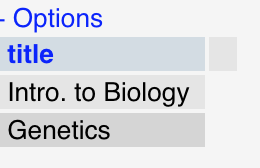 - Options
title
Intro. to Biology
Genetics